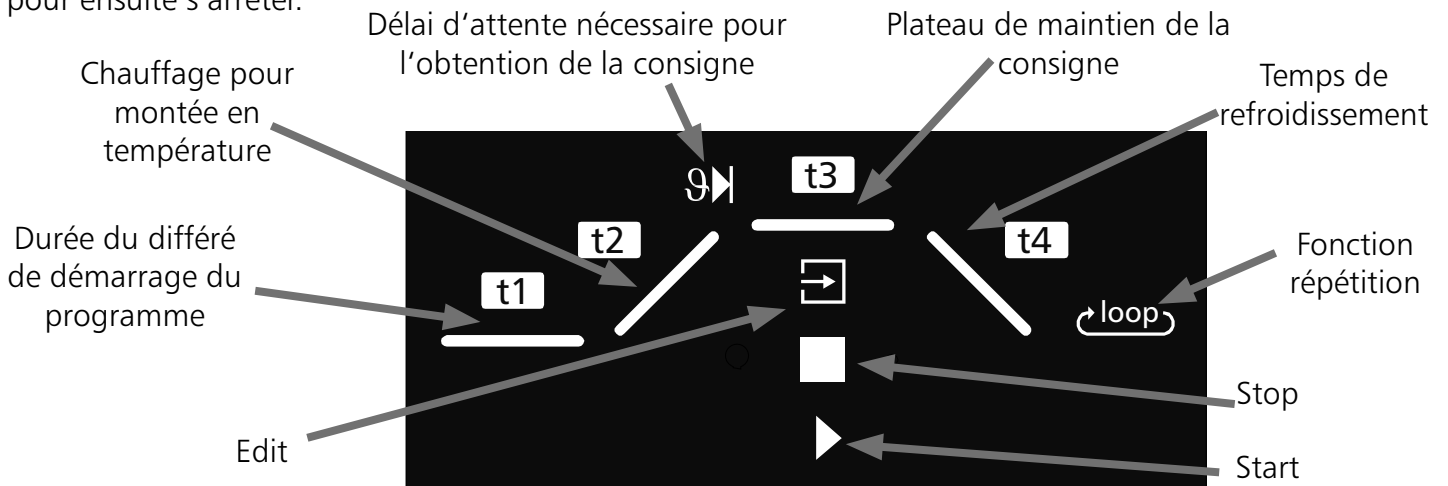 pour ensuite s'arrêter.
Délai d'attente nécessaire pour
l'obtention de la consigne
Plateau de maintien de la
consigne
Chauffage pour
montée en
température
Temps de
refroidissement
Durée du différé
de démarrage du
programme
Fonction
répétition
ϑ
t3
t2
t4
t1
loop
Edit
Stop
Start